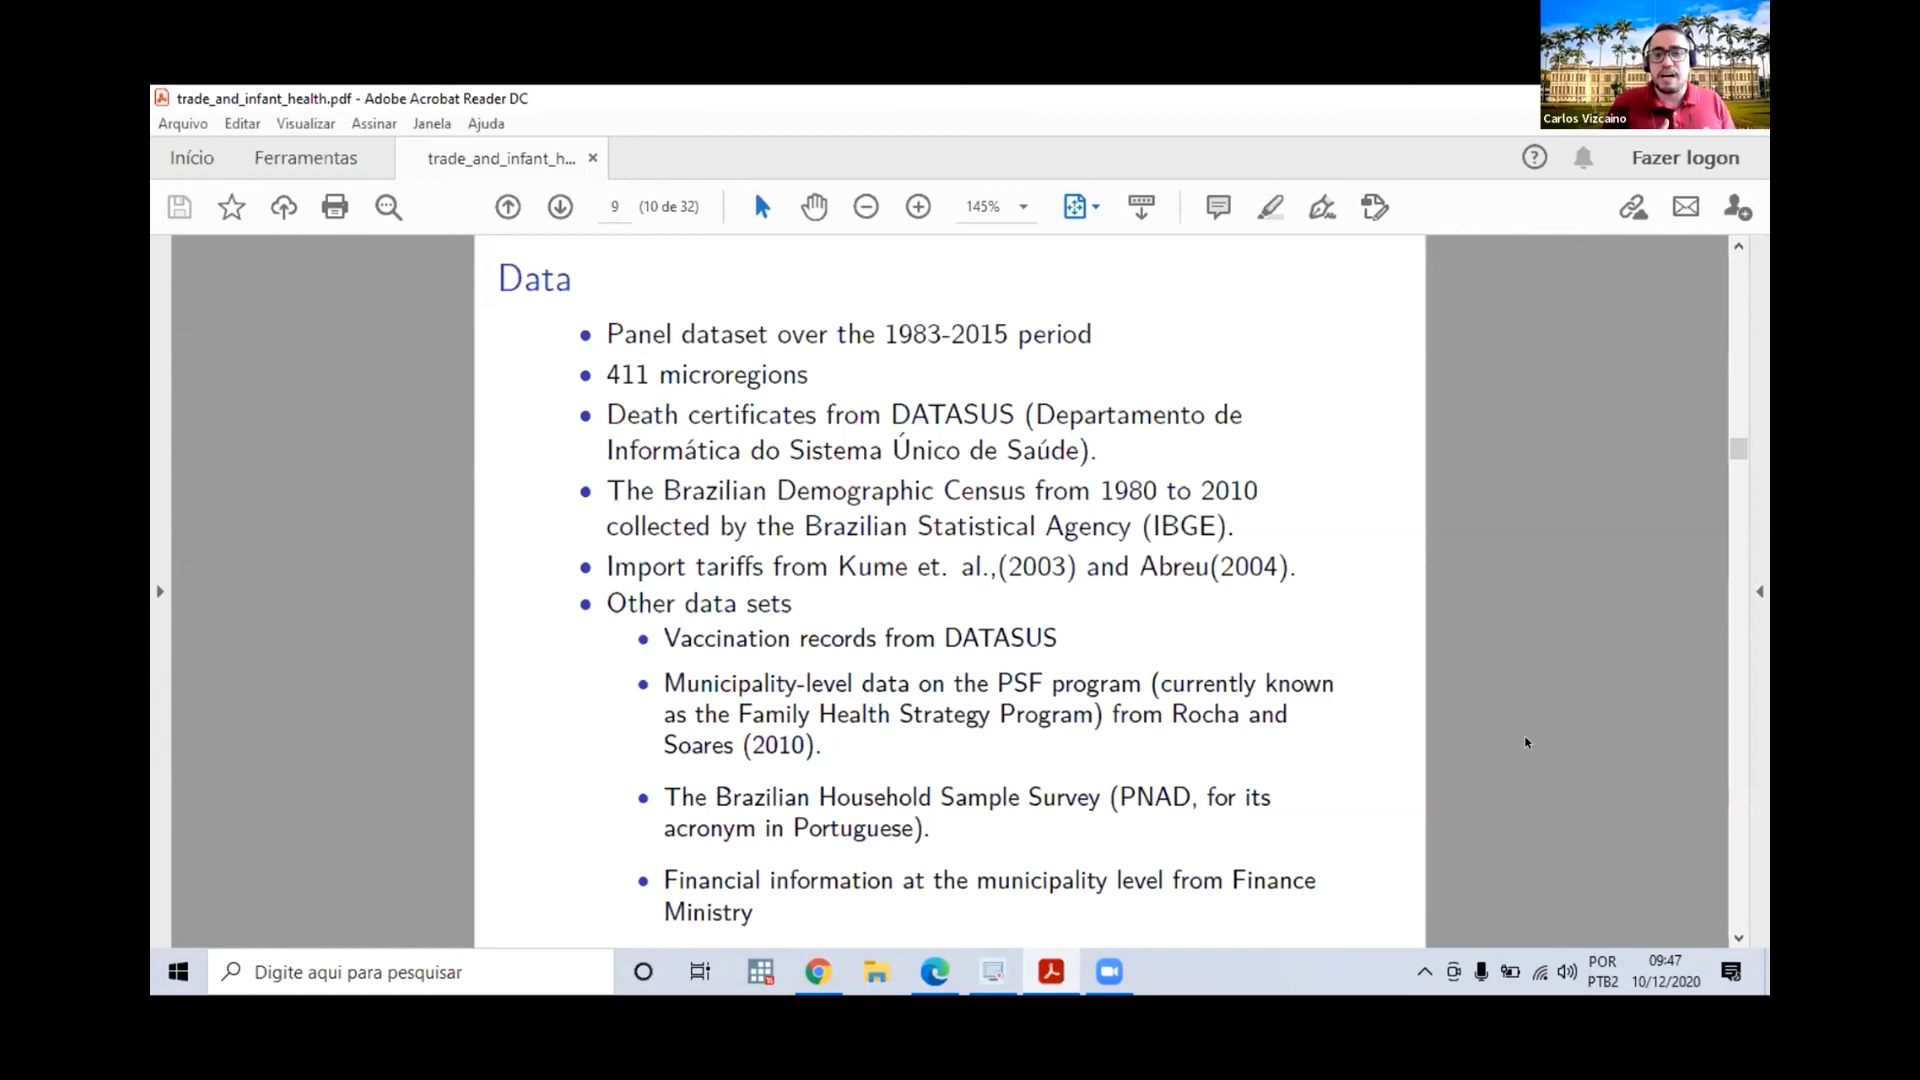 Carlos Vizcaino
trade_and_infant_health.pdf - Adobe Acrobat Reader DC
Arquivo Editar Visualizar Assinar Janela Ajuda
Início Ferramentas trade_and_infant_h... × Fazer logon
9 (10 de 32) 145%
Data
• Panel dataset over the 1983-2015 period
• 411 microregions
• Death certificates from DATASUS (Departamento de
Informática do Sistema Único de Saúde).
• The Brazilian Demographic Census from 1980 to 2010
collected by the Brazilian Statistical Agency (IBGE).
• Import tariffs from Kume et. al.,(2003) and Abreu(2004).
• Other data sets
• Vaccination records from DATASUS
• Municipality-level data on the PSF program (currently known
as the Family Health Strategy Program) from Rocha and
Soares (2010).
• The Brazilian Household Sample Survey (PNAD, for its
acronym in Portuguese).
• Financial information at the municipality level from Finance
Ministry
Digite aqui para pesquisar
POR
PTB2
09:47
10/12/2020